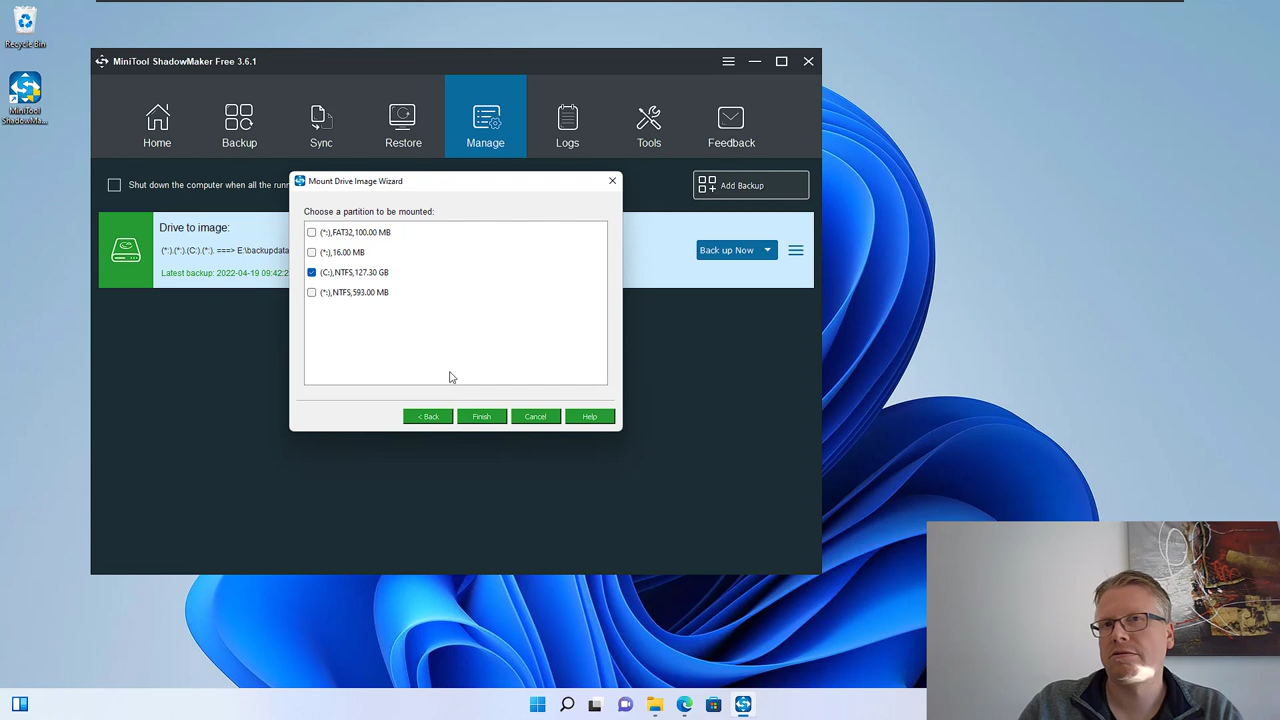 Recycle Bin
MiniTool
ShadowMa...
MiniTool ShadowMaker Free 3.6.1
Home
Backup
Sync
Restore
Manage
Logs
Tools
Feedback
Shut down the computer when all the runn
Add Backup
Mount Drive Image Wizard
Choose a partition to be mounted:
(*:),FAT32,100.00 MB
(*:),16.00 MB
(C:),NTFS,127.30 GB
(*:),NTFS,593.00 MB
< Back
Finish
Cancel
Help
Drive to image:
(*:).(*:).(C:).(*:). ===> E:\backupdata
Latest backup: 2022-04-19 09:42:2
Back up Now